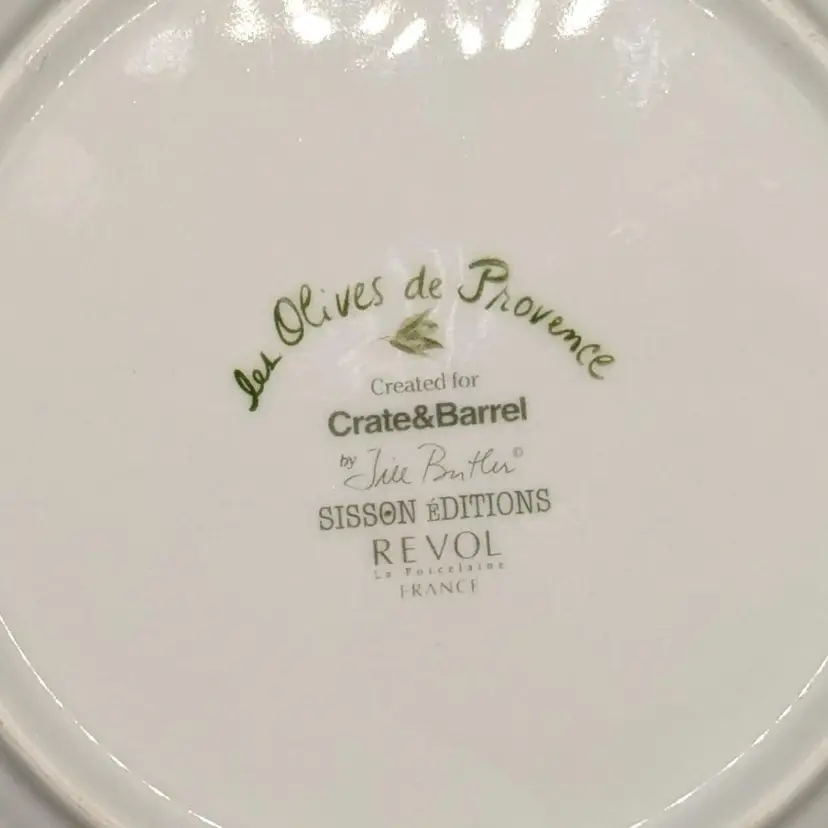 les Olives de Provence
Created for
Crate&Barrel
by Jill Butler©
SISSON ÉDITIONS
REVOL
La Porcelaine
FRANCE